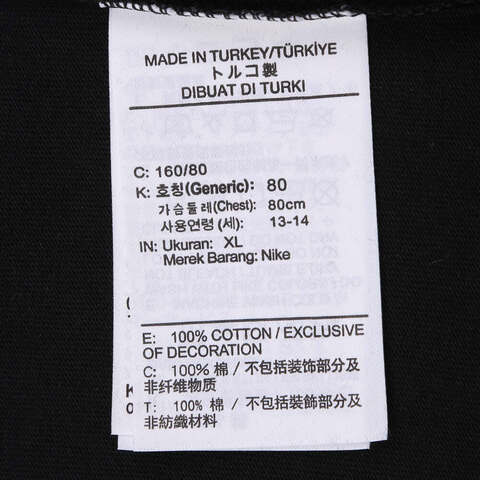 MADE IN TURKEY/TÜRKİYE
トルコ製
DIBUAT DI TURKI
C: 160/80
K: 호칭(Generic): 80
가슴둘레(Chest): 80cm
사용연령 (세): 13-14
IN: Ukuran: XL
Merek Barang: Nike
E: 100% COTTON / EXCLUSIVE
OF DECORATION
C: 100% 棉 / 不包括装饰部分及
非纤维物质
T: 100% 棉 / 不包括裝飾部分及
非紡織材料